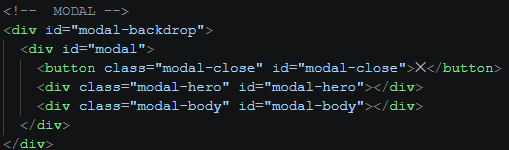 <!--  MODAL -->
<div id="modal-backdrop">
  <div id="modal">
    <button class="modal-close" id="modal-close">✕</button>
    <div class="modal-hero" id="modal-hero"></div>
    <div class="modal-body" id="modal-body"></div>
  </div>
</div>